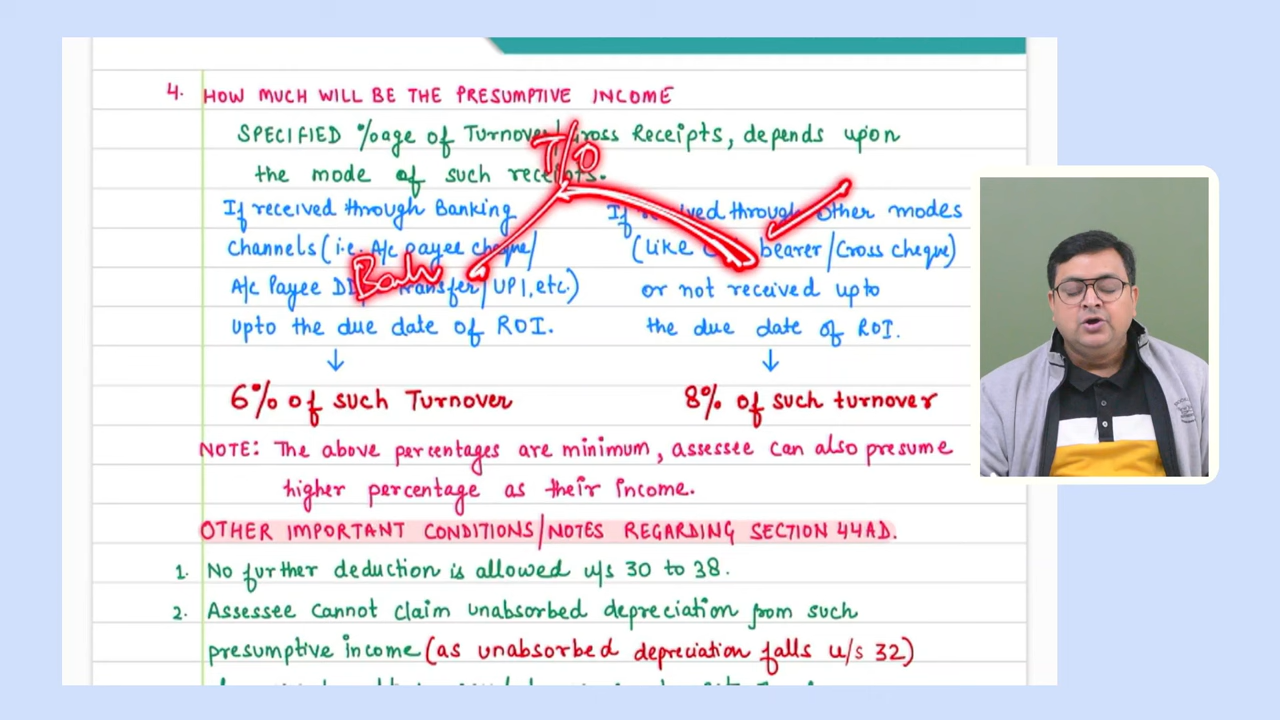 4. HOW MUCH WILL BE THE PRESUMPTIVE INCOME
SPECIFIED %age of Turnover/Gross Receipts, depends upon
the mode of such receipts.
T/O
If received through Banking
channels (i.e. A/c payee cheque/
A/c Payee DD transfer/UPI, etc.)
upto the due date of ROI.
Bank
↓
6% of such Turnover
If received through other modes
(like bearer/cross cheque)
or not received upto
the due date of ROI.
↓
8% of such turnover
NOTE: The above percentages are minimum, assessee can also presume
higher percentage as their income.
OTHER IMPORTANT CONDITIONS/NOTES REGARDING SECTION 44AD.
1. No further deduction is allowed u/s 30 to 38.
2. Assessee cannot claim unabsorbed depreciation from such
presumptive income (as unabsorbed depreciation falls u/s 32)